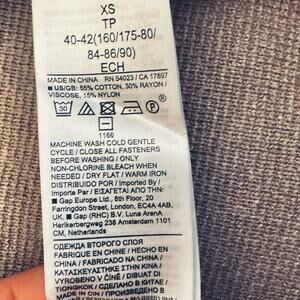 XS
TP
40-42(160/175-80/
84-86/90)
ECH
MADE IN CHINA RN 54023 / CA 17897
■ US/GB: 55% COTTON, 30% RAYON /
VISCOSE, 15% NYLON
30
P
1166
MACHINE WASH COLD GENTLE
CYCLE / CLOSE ALL FASTENERS
BEFORE WASHING / ONLY
NON-CHLORINE BLEACH WHEN
NEEDED / DRY FLAT / WARM IRON
DISTRIBUIDO POR / Imported By /
Importe Par / ΕΙΣΑΓΕΤΑΙ ΑΠΟ ΤΗΝ:
■ Gap Europe Ltd., 8th Floor, 20
Farringdon Street, London, EC4A 4AB,
UK ■ Gap (RHC) B.V. Luna ArenA
Herikerbergweg 238 Amsterdam 1101
CM, Netherlands
ОДЕЖДА ВТОРОГО СЛОЯ
FABRIQUE EN CHINE / HECHO EN
CHINA / FABRICADO NA CHINA /
ΚΑΤΑΣΚΕΥΑΖΕΤΑΙ ΣΤΗΝ ΚΙΝΑ /
VYROBENO V ČÍNĚ / DIBUAT DI
TIONGKOK / СДЕЛАНО В КИТАЕ /
MADE IN CIN / ПРОИЗВЕДЕНО В